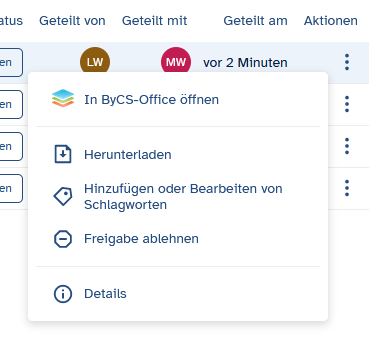 atus Geteilt von Geteilt mit Geteilt am Aktionen
en LW MW vor 2 Minuten
en
en
en
In ByCS-Office öffnen
Herunterladen
Hinzufügen oder Bearbeiten von
Schlagworten
Freigabe ablehnen
Details